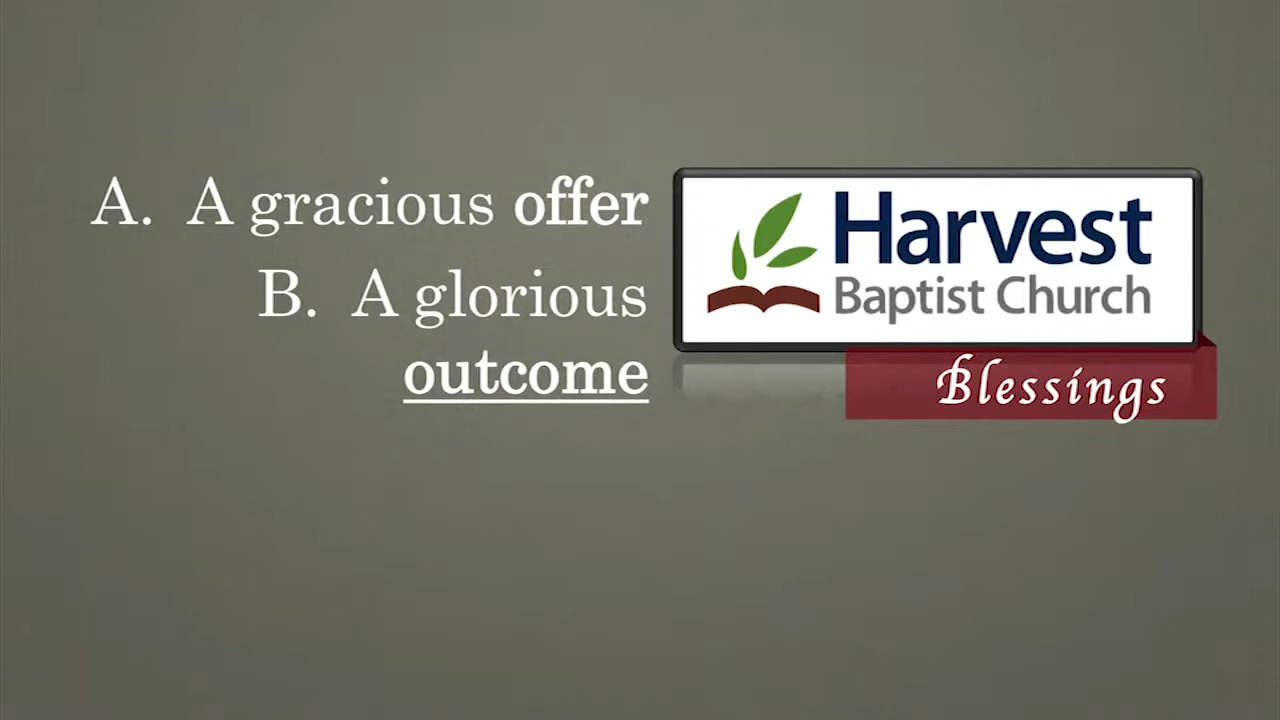 A. A gracious offer
B. A glorious
outcome
Harvest
Baptist Church
Blessings